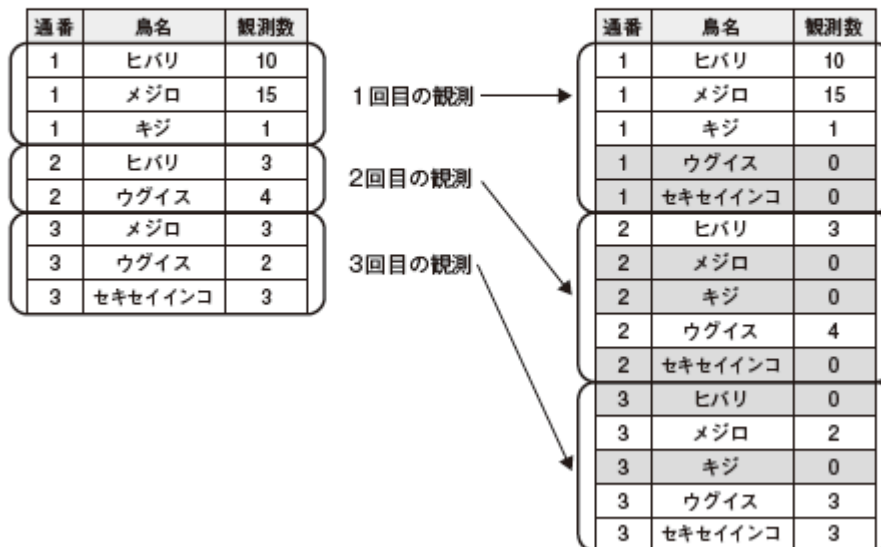 通番 鳥名 観測数
1 ヒバリ 10
1 メジロ 15
1 キジ 1
2 ヒバリ 3
2 ウグイス 4
3 メジロ 3
3 ウグイス 2
3 セキセイインコ 3
1回目の観測
2回目の観測
3回目の観測
通番 鳥名 観測数
1 ヒバリ 10
1 メジロ 15
1 キジ 1
1 ウグイス 0
1 セキセイインコ 0
2 ヒバリ 3
2 メジロ 0
2 キジ 0
2 ウグイス 4
2 セキセイインコ 0
3 ヒバリ 0
3 メジロ 2
3 キジ 0
3 ウグイス 3
3 セキセイインコ 3